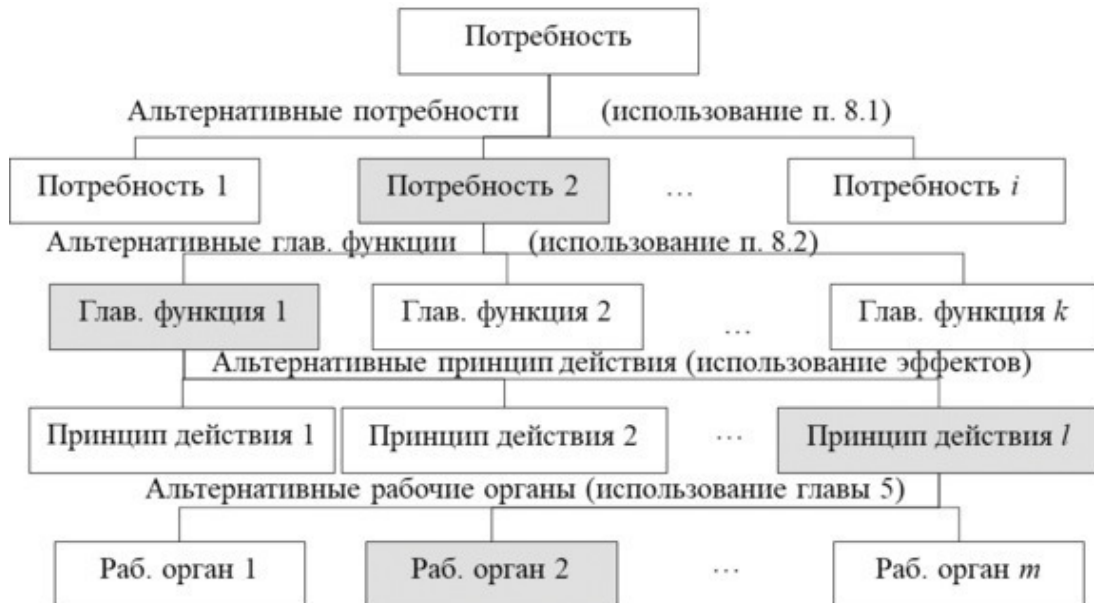 Потребность
Альтернативные потребности (использование п. 8.1)
Потребность 1 Потребность 2 … Потребность i
Альтернативные глав. функции (использование п. 8.2)
Глав. функция 1 Глав. функция 2 … Глав. функция k
Альтернативные принцип действия (использование эффектов)
Принцип действия 1 Принцип действия 2 … Принцип действия l
Альтернативные рабочие органы (использование главы 5)
Раб. орган 1 Раб. орган 2 … Раб. орган m